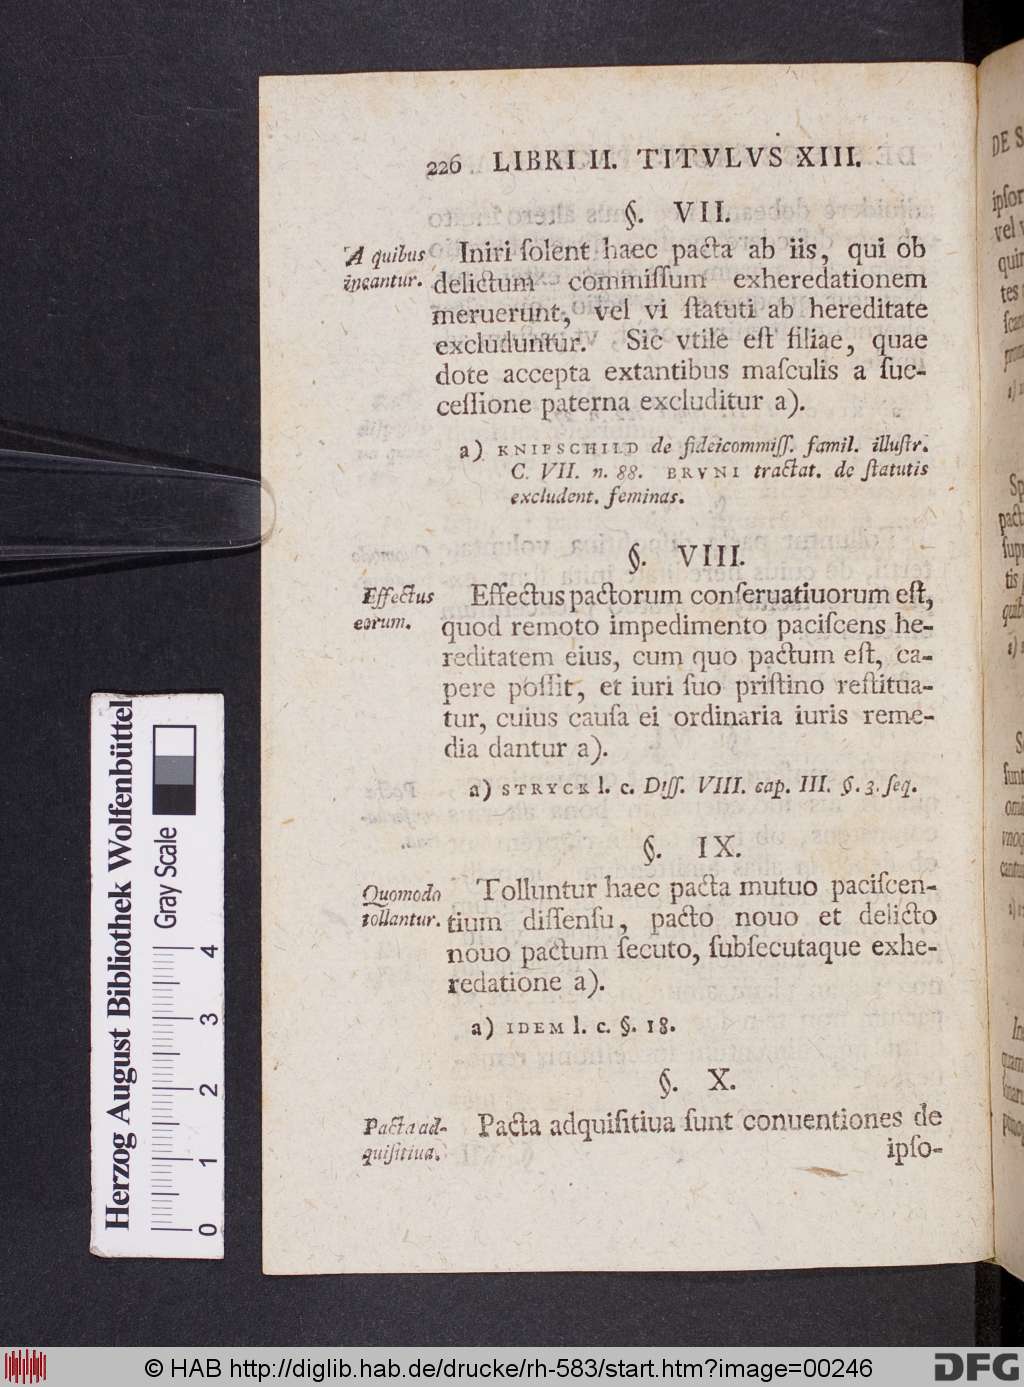 226 LIBRI II. TITVLVS XIII.
§. VII.
A quibus
ineantur.
Iniri ſolent haec pacta ab iis, qui ob
delictum commiſſum exheredationem
meruerunt, vel vi ſtatuti ab hereditate
excluduntur. Sic vtile eſt filiae, quae
dote accepta extantibus maſculis a ſuc-
ceſſione paterna excluditur a).
a) KNIPSCHILD de fideicommiſſ. famil. illuſtr.
C. VII. n. 88. BRVNI tractat. de ſtatutis
excludent. feminas.
§. VIII.
Effectus
eorum.
Effectus pactorum conſeruatiuorum eſt,
quod remoto impedimento paciſcens he-
reditatem eius, cum quo pactum eſt, ca-
pere poſſit, et iuri ſuo priſtino reſtitua-
tur, cuius cauſa ei ordinaria iuris reme-
dia dantur a).
a) STRYCK l. c. Diſſ. VIII. cap. III. §. 3. ſeq.
§. IX.
Quomodo
tollantur.
Tolluntur haec pacta mutuo paciſcen-
tium diſſenſu, pacto nouo et delicto
nouo pactum ſecuto, ſubſecutaque exhe-
redatione a).
a) IDEM l. c. §. 18.
§. X.
Pacta ad-
quiſitiua.
Pacta adquiſitiua ſunt conuentiones de
ipſo-
Herzog August Bibliothek Wolfenbüttel
Gray Scale
0 1 2 3 4
© HAB http://diglib.hab.de/drucke/rh-583/start.htm?image=00246
DFG